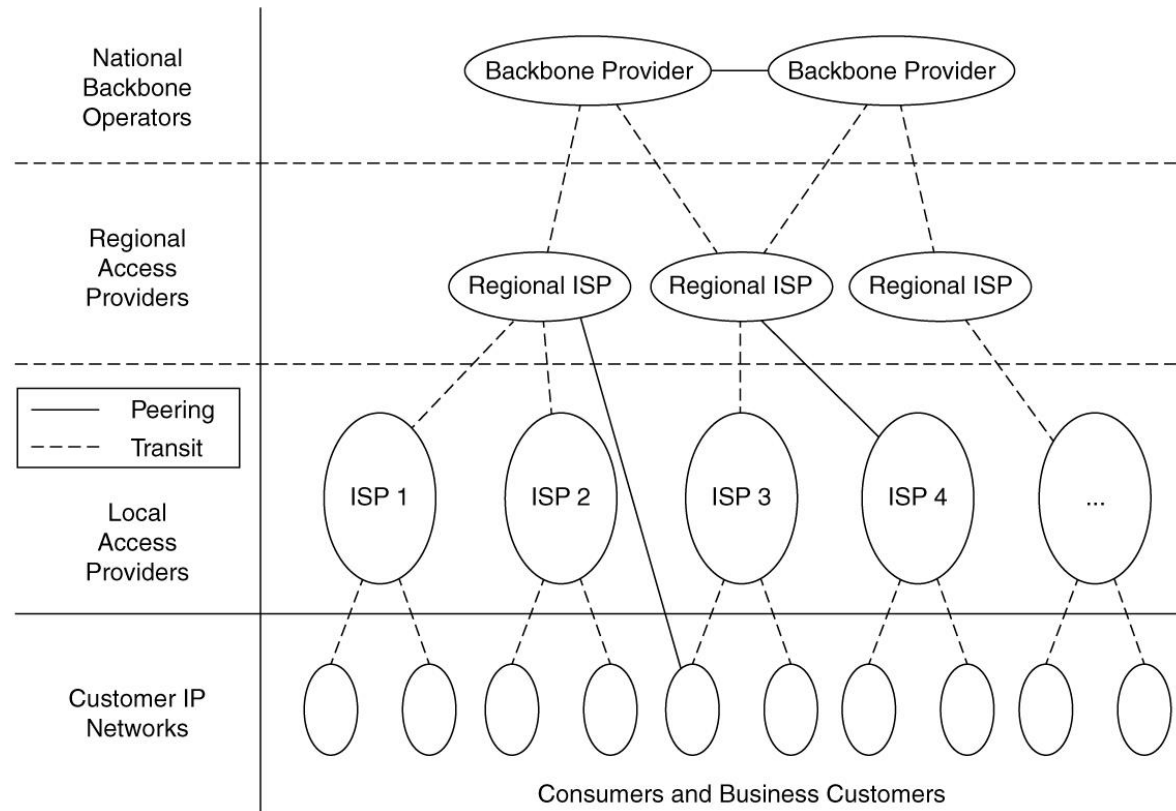 National
Backbone
Operators
Backbone Provider
Backbone Provider
Regional
Access
Providers
Regional ISP
Regional ISP
Regional ISP
Peering
Transit
Local
Access
Providers
ISP 1
ISP 2
ISP 3
ISP 4
...
Customer IP
Networks
Consumers and Business Customers